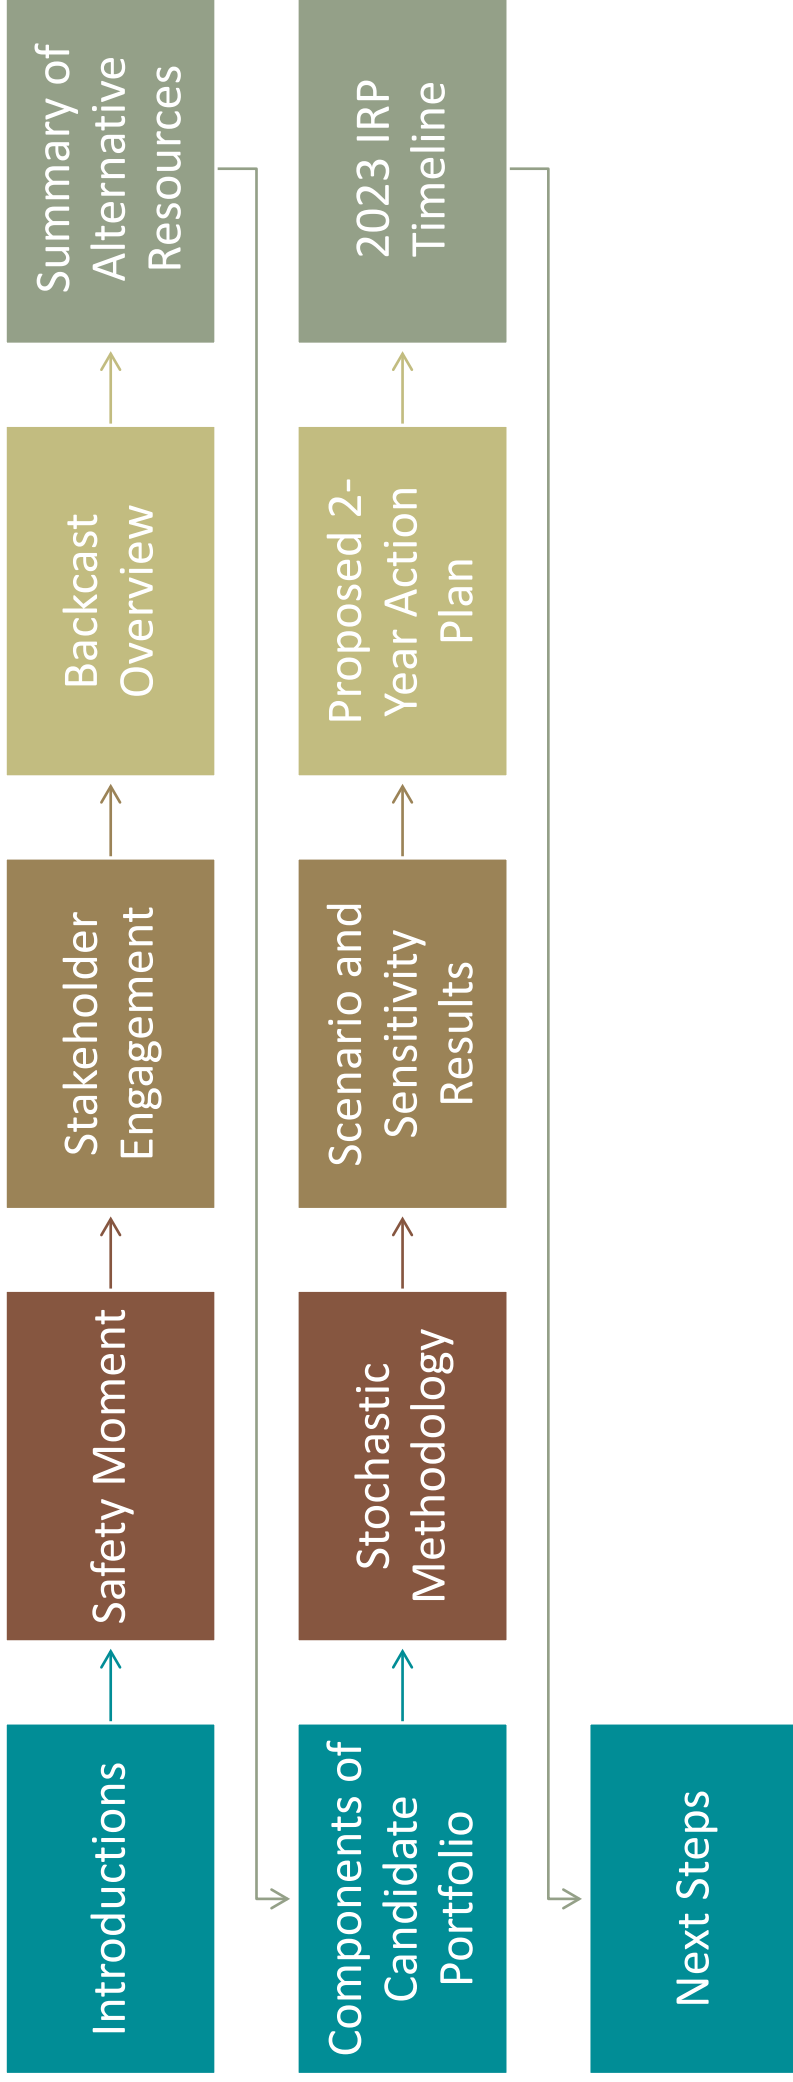 Introductions
Safety Moment
Stakeholder
Engagement
Backcast
Overview
Summary of
Alternative
Resources
Components of
Candidate
Portfolio
Stochastic
Methodology
Scenario and
Sensitivity
Results
Proposed 2-
Year Action
Plan
2023 IRP
Timeline
Next Steps